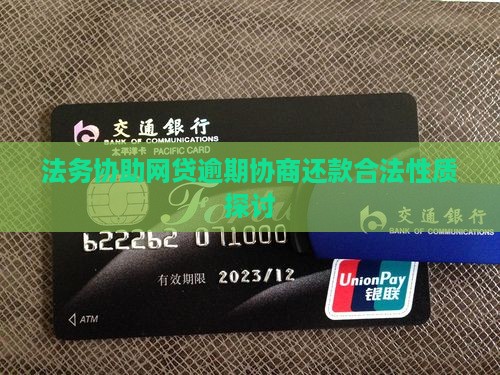 交通銀行
BANK OF COMMUNICATIONS
太平洋卡 PACIFIC CARD
法务协助网贷逾期协商还款合法性质
探讨
交通銀行
BANK OF COMMUNICATIONS
622262 071000
有效期限 2023/12
UnionPay
银联
ATM